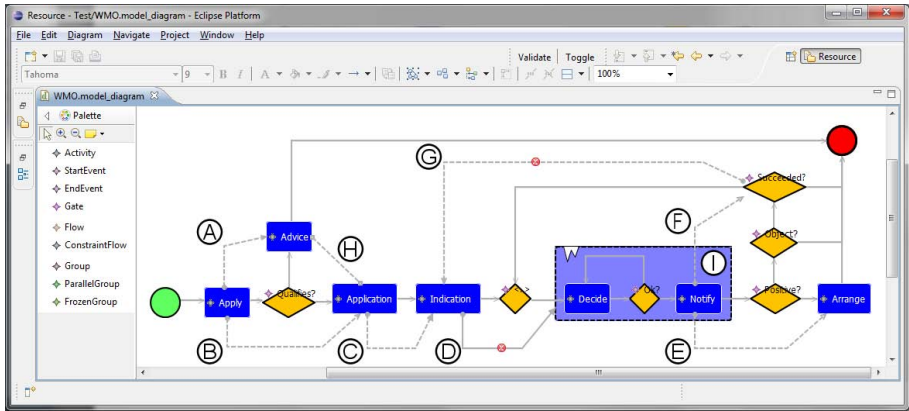 Resource - Test/WMO.model_diagram - Eclipse Platform
File Edit Diagram Navigate Project Window Help
Validate Toggle Resource
Tahoma 9 B I A 100%
WMO.model_diagram
Palette
Activity
StartEvent
EndEvent
Gate
Flow
ConstraintFlow
Group
ParallelGroup
FrozenGroup
G
Succeeded?
A
Advice
H
F
Object?
I
Apply
Qualifies?
Application
Indication
<->
Decide
Ok?
Notify
Positive?
Arrange
B
C
D
E